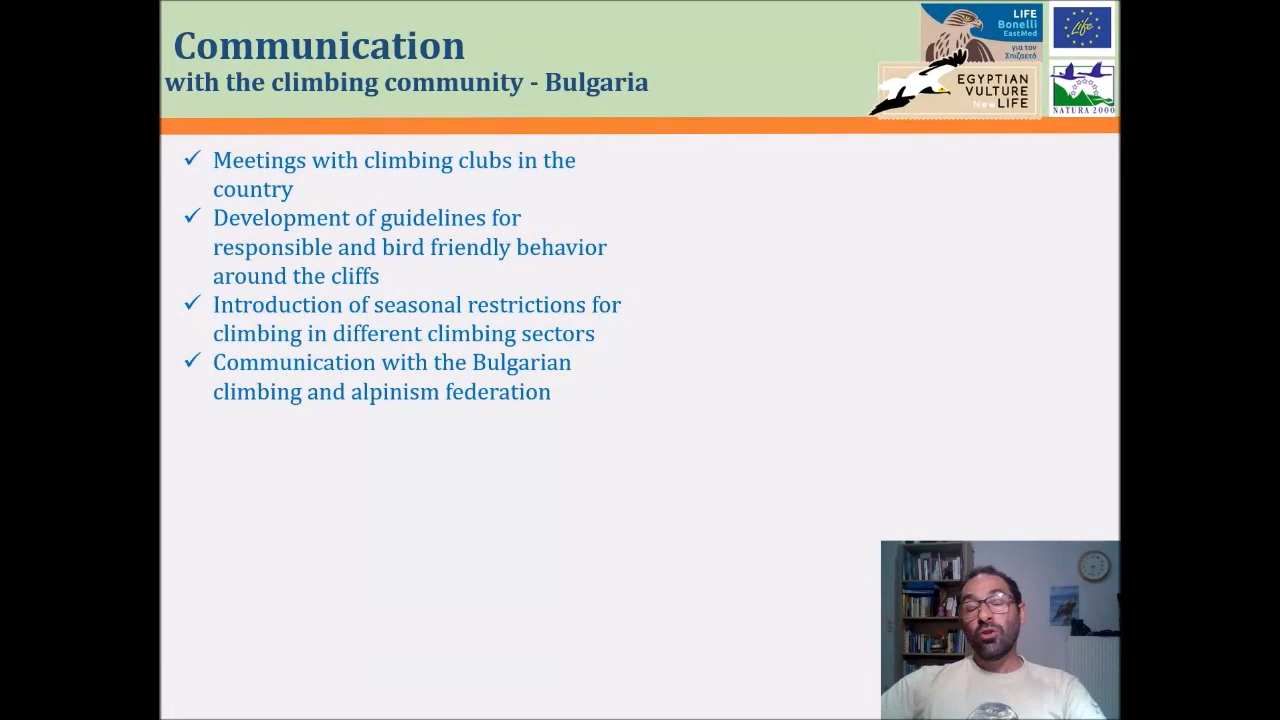 Communication
with the climbing community - Bulgaria
LIFE
Bonelli
EastMed
για τον
Σπιζαετό
Life
EGYPTIAN
VULTURE
New LIFE
NATURA 2000
✓ Meetings with climbing clubs in the
country
✓ Development of guidelines for
responsible and bird friendly behavior
around the cliffs
✓ Introduction of seasonal restrictions for
climbing in different climbing sectors
✓ Communication with the Bulgarian
climbing and alpinism federation